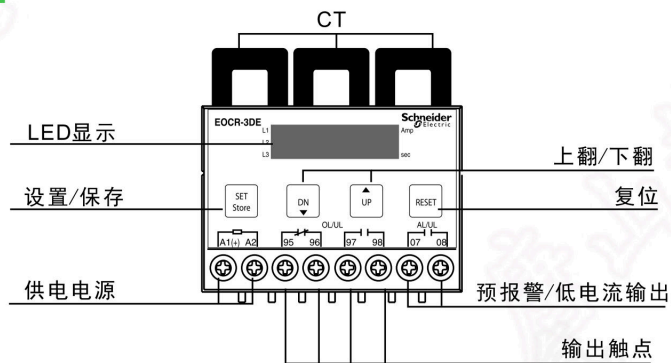 CT
EOCR-3DE
Schneider
Electric
L1
Amp
LED显示
L2
L3
sec
上翻/下翻
设置/保存
SET
Store
DN
UP
RESET
复位
OL/UL
AL/UL
A1(+) A2 95 96 97 98 07 08
供电电源
预报警/低电流输出
输出触点